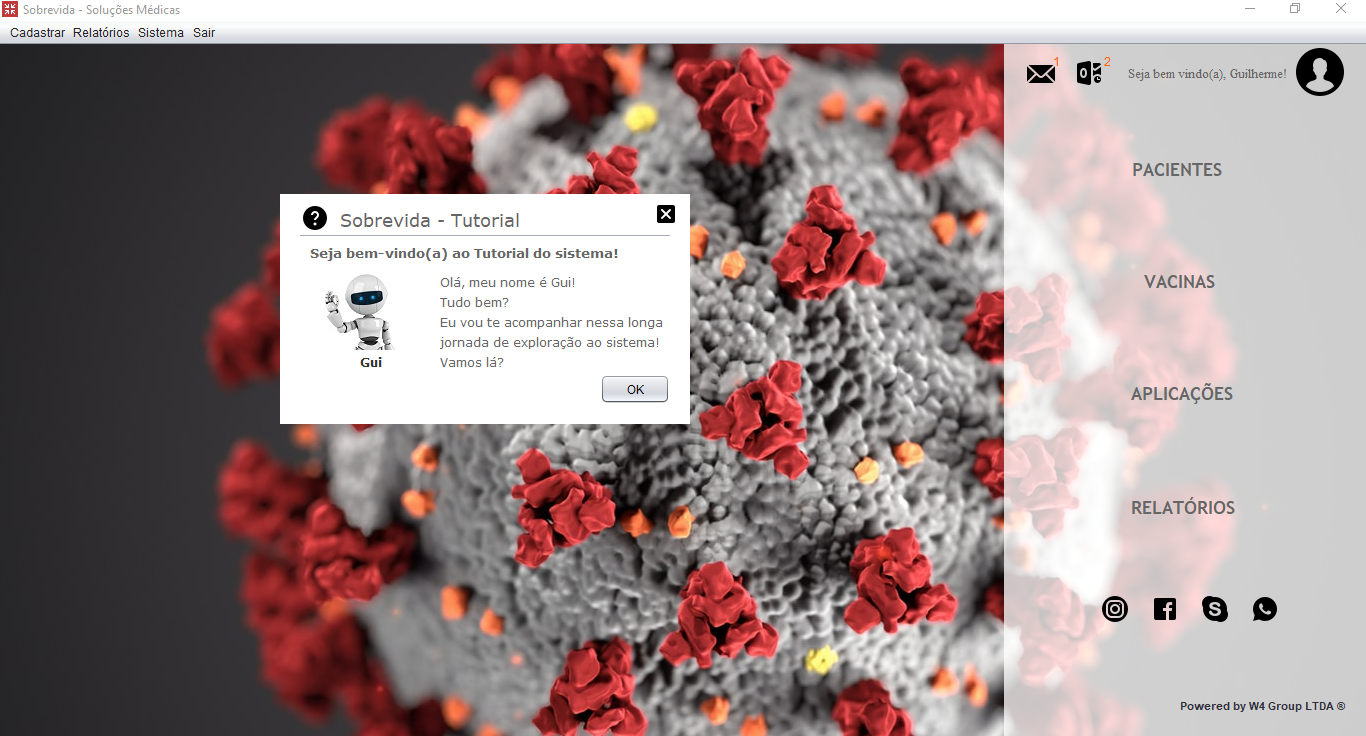 Sobrevida - Soluções Médicas
Cadastrar Relatórios Sistema Sair
1
2
Seja bem vindo(a), Guilherme!
Sobrevida - Tutorial
Seja bem-vindo(a) ao Tutorial do sistema!
Olá, meu nome é Gui!
Tudo bem?
Eu vou te acompanhar nessa longa
jornada de exploração ao sistema!
Vamos lá?
Gui
OK
PACIENTES
VACINAS
APLICAÇÕES
RELATÓRIOS
Powered by W4 Group LTDA ®